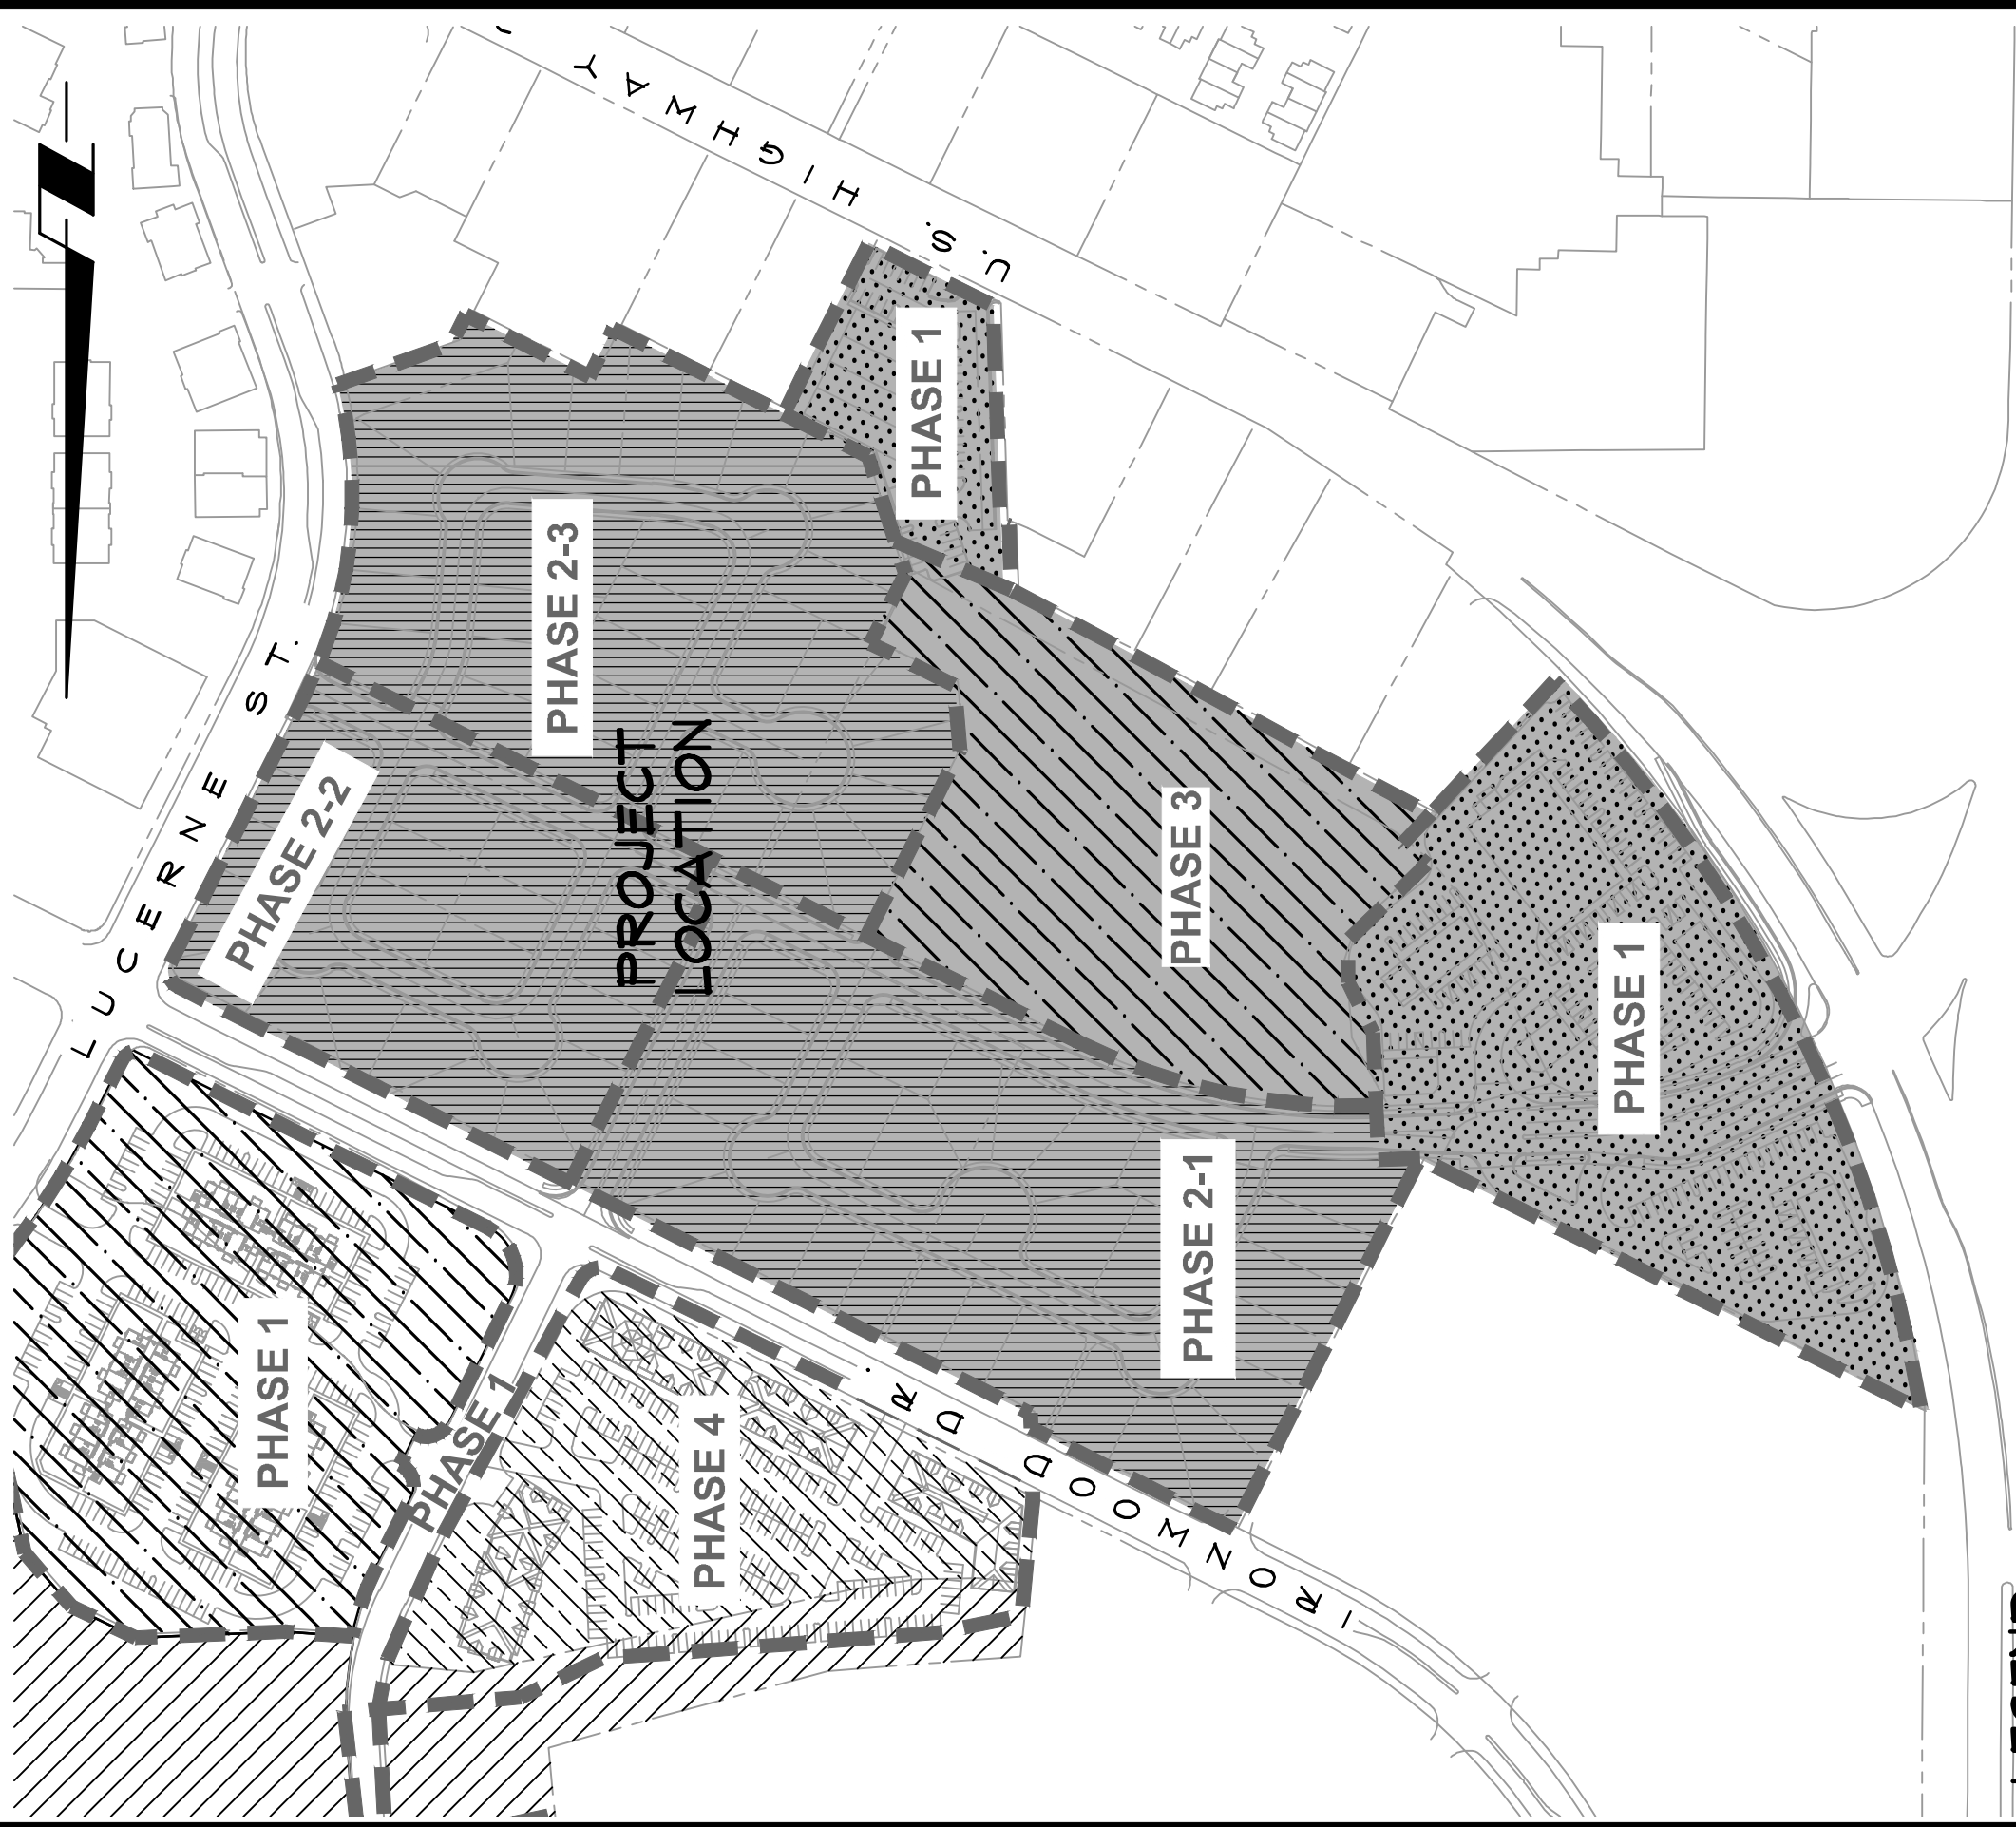 U.S. HIGHWAY
LUCERNE ST.
PHASE 1
PHASE 2-3
PHASE 2-2
PROJECT
LOCATION
PHASE 3
PHASE 1
PHASE 2-1
PHASE 1
PHASE 1
PHASE 4
IRONWOOD DR.